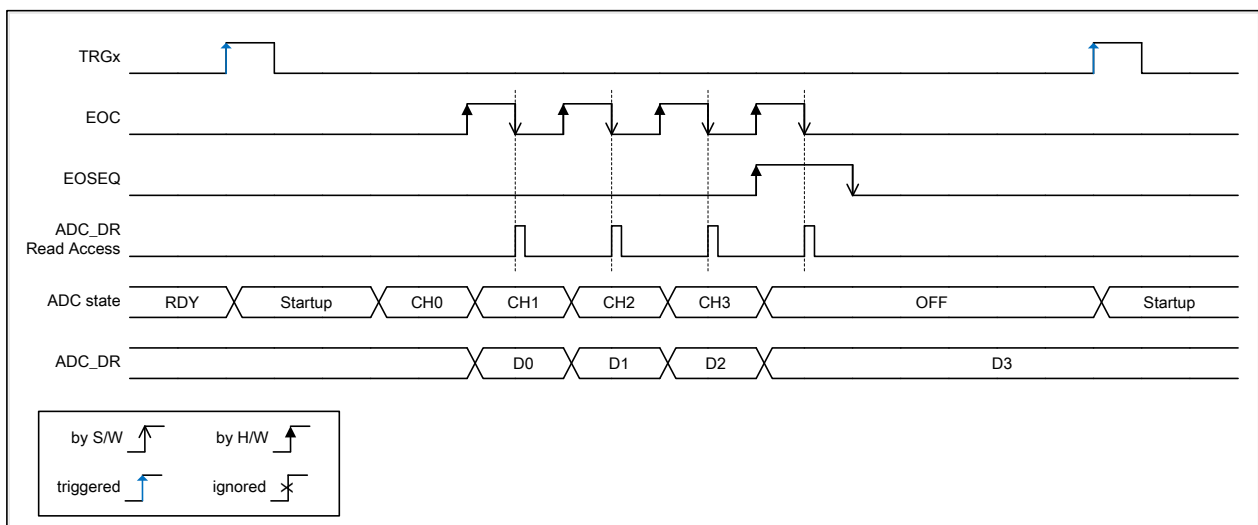 TRGx
EOC
EOSEQ
ADC_DR
Read Access
ADC state RDY Startup CH0 CH1 CH2 CH3 OFF Startup
ADC_DR D0 D1 D2 D3
by S/W by H/W
triggered ignored